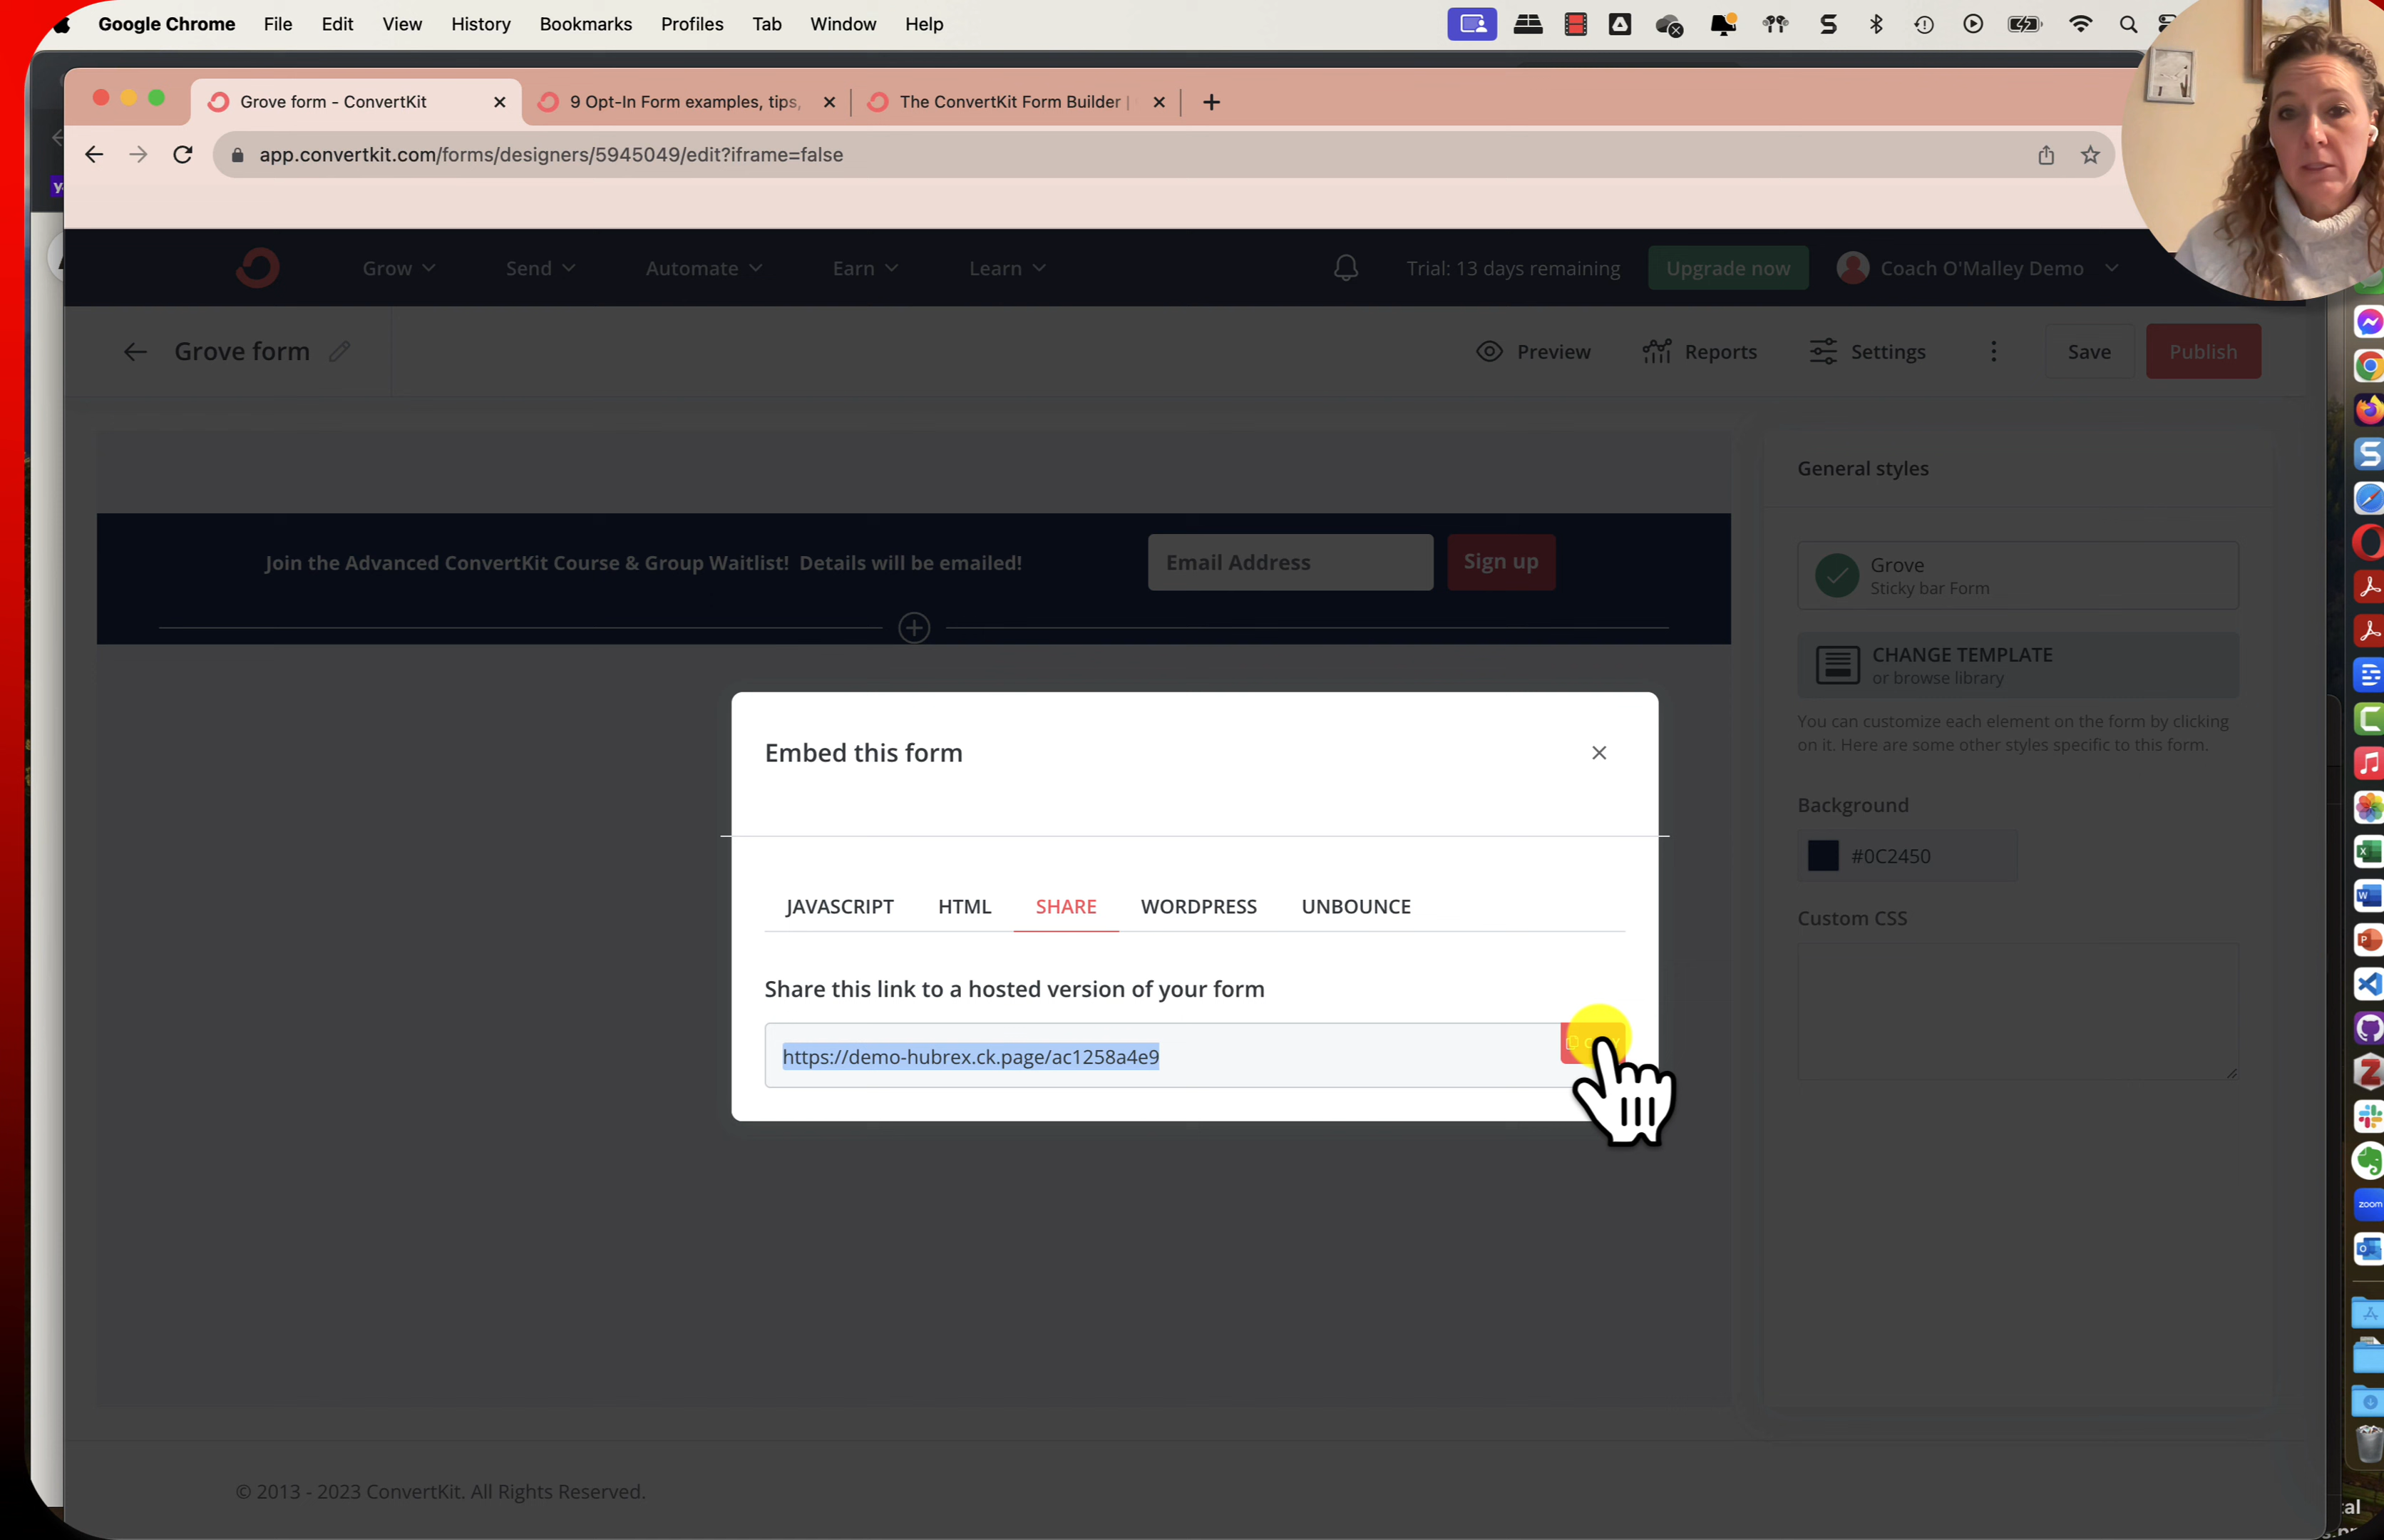 Google Chrome File Edit View History Bookmarks Profiles Tab Window Help
Grove form - ConvertKit
9 Opt-In Form examples, tips,
The ConvertKit Form Builder |
app.convertkit.com/forms/designers/5945049/edit?iframe=false
Grow Send Automate Earn Learn
Trial: 13 days remaining
Upgrade now
Coach O'Malley Demo
Grove form
Preview
Reports
Settings
Save
Publish
Join the Advanced ConvertKit Course & Group Waitlist! Details will be emailed!
Email Address
Sign up
General styles
Grove
Sticky bar Form
CHANGE TEMPLATE
or browse library
You can customize each element on the form by clicking
on it. Here are some other styles specific to this form.
Background
#0C2450
Custom CSS
Embed this form
JAVASCRIPT HTML SHARE WORDPRESS UNBOUNCE
Share this link to a hosted version of your form
https://demo-hubrex.ck.page/ac1258a4e9
zoom
© 2013 - 2023 ConvertKit. All Rights Reserved.